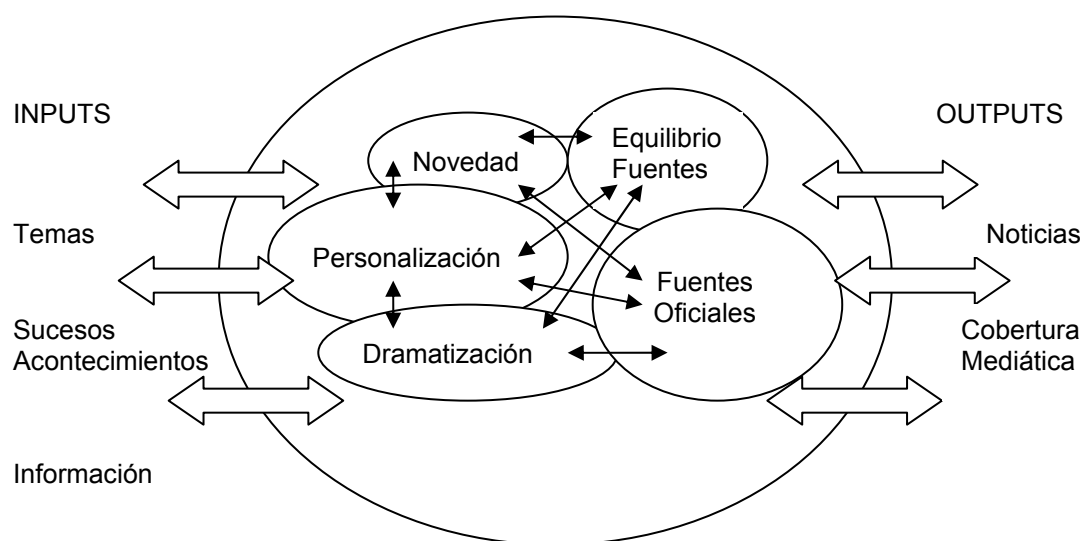 INPUTS
OUTPUTS
Novedad
Equilibrio
Fuentes
Temas
Noticias
Personalización
Fuentes
Oficiales
Sucesos
Acontecimientos
Cobertura
Mediática
Dramatización
Información